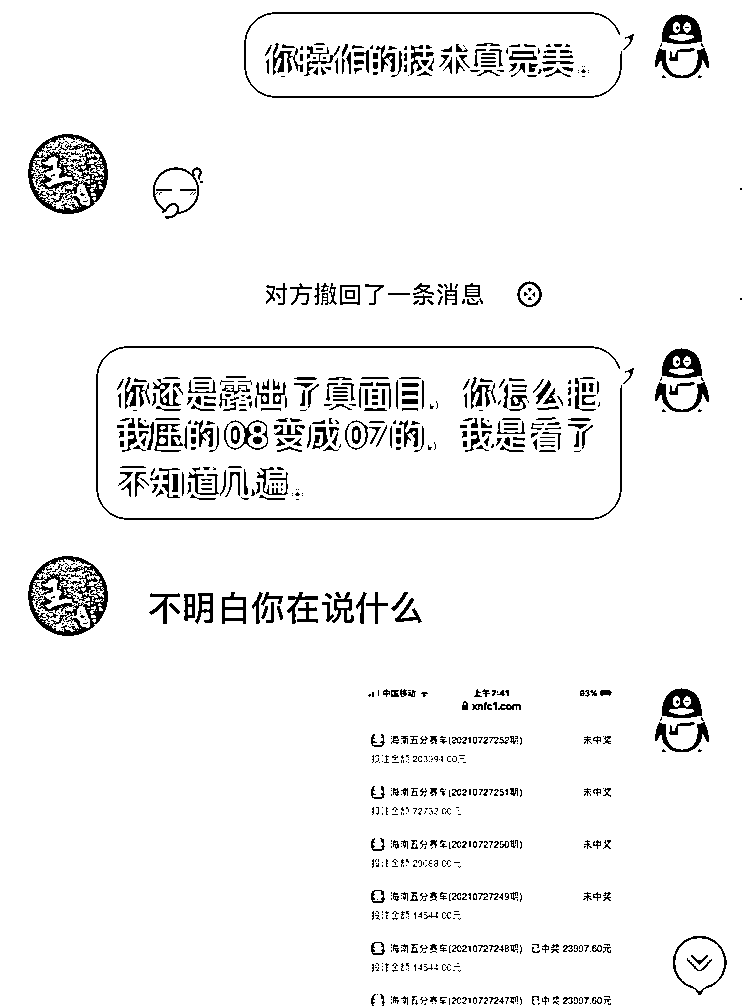 你操作的技术真完美。
对方撤回了一条消息
你还是露出了真面目。你怎么把
我压的08变成07的。我是看了
不知道几遍。
不明白你在说什么
中国移动 上午7:41 93%
xnfc1.com
海南五分赛车(20210727252期) 未中奖
投注金额 203394.00元
海南五分赛车(20210727251期) 未中奖
投注金额 72732.00元
海南五分赛车(20210727250期) 未中奖
投注金额 29088.00元
海南五分赛车(20210727249期) 未中奖
投注金额 14544.00元
海南五分赛车(20210727248期) 已中奖 23997.60元
投注金额 14544.00元
海南五分赛车(20210727247期) 已中奖 23997.60元